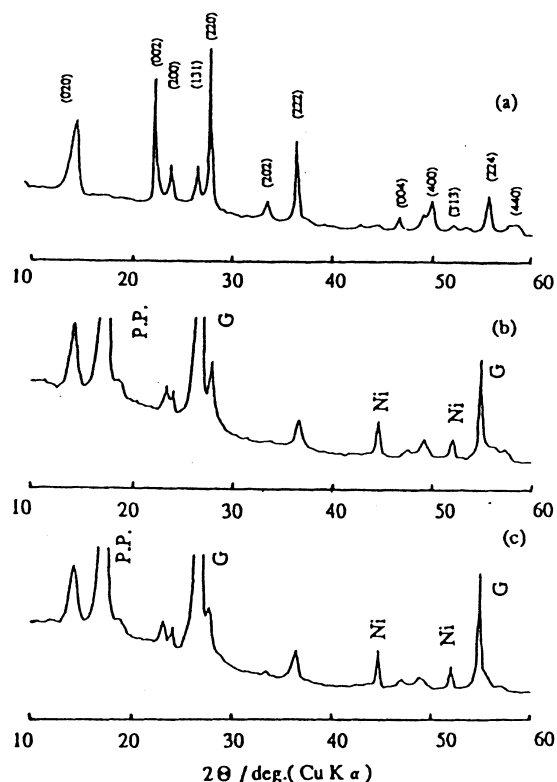 (020)
(002)
(200)
(131)
(220)
(202)
(222)
(004)
(400)
(313)
(224)
(440)
(a)
10 20 30 40 50 60
P.P.
G
Ni
Ni
G
(b)
10 20 30 40 50 60
P.P.
G
Ni
Ni
G
(c)
10 20 30 40 50 60
2Θ / deg.( Cu K α )